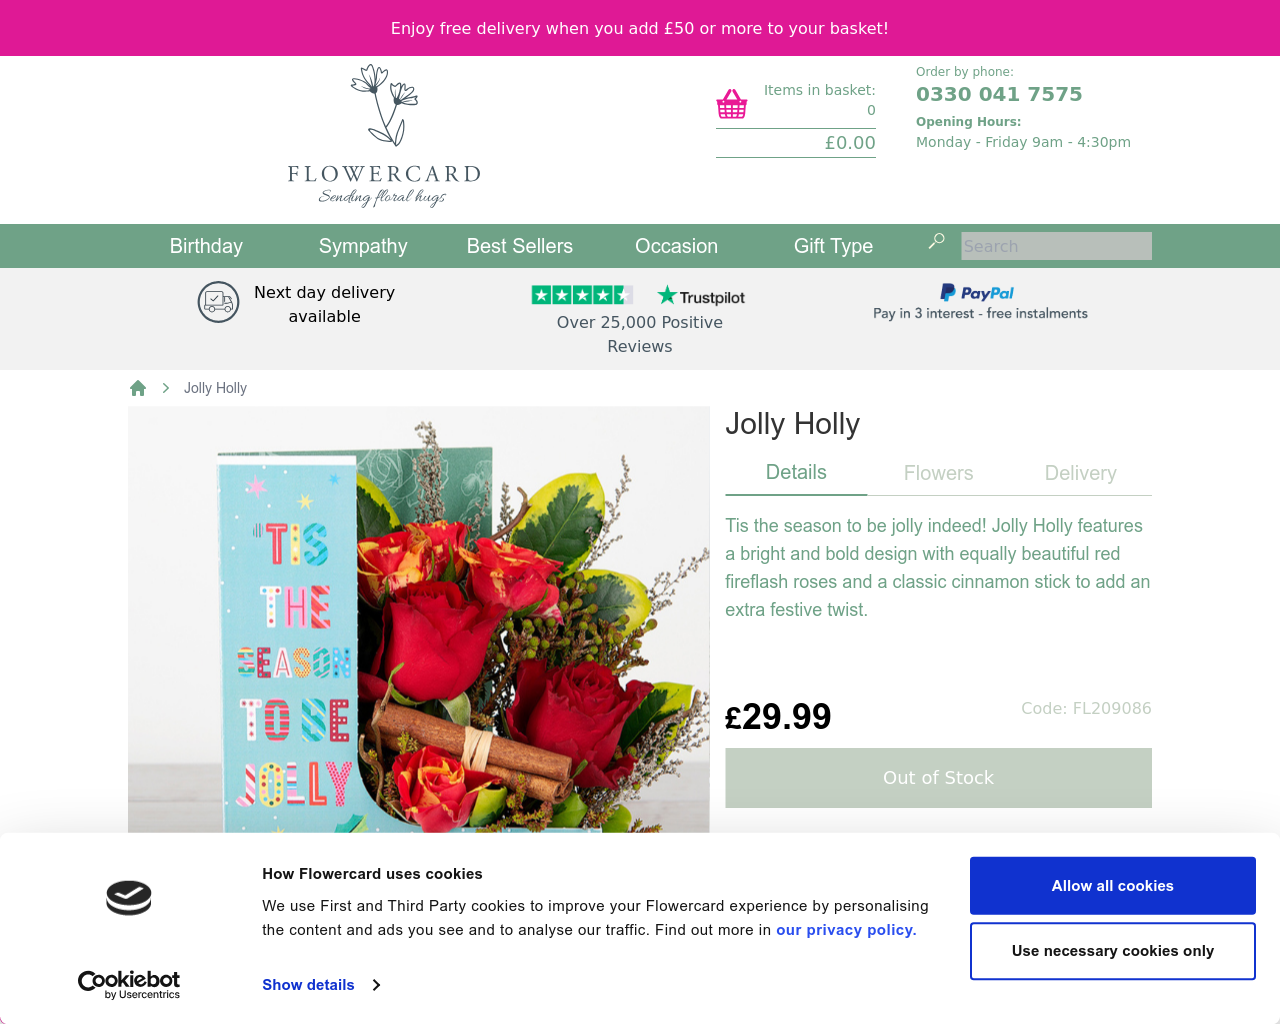 Enjoy free delivery when you add £50 or more to your basket!
FLOWERCARD
Sending floral hugs
Items in basket:
0
£0.00
Order by phone:
0330 041 7575
Opening Hours:
Monday - Friday 9am - 4:30pm
Birthday
Sympathy
Best Sellers
Occasion
Gift Type
Search
Next day delivery
available
Trustpilot
Over 25,000 Positive
Reviews
PayPal
Pay in 3 interest - free instalments
Jolly Holly
'TIS
THE
SEASON
TO BE
JOLLY
Jolly Holly
Details
Flowers
Delivery
Tis the season to be jolly indeed! Jolly Holly features
a bright and bold design with equally beautiful red
fireflash roses and a classic cinnamon stick to add an
extra festive twist.
£29.99
Code: FL209086
Out of Stock
Cookiebot
by Usercentrics
How Flowercard uses cookies
We use First and Third Party cookies to improve your Flowercard experience by personalising
the content and ads you see and to analyse our traffic. Find out more in our privacy policy.
Show details
Allow all cookies
Use necessary cookies only